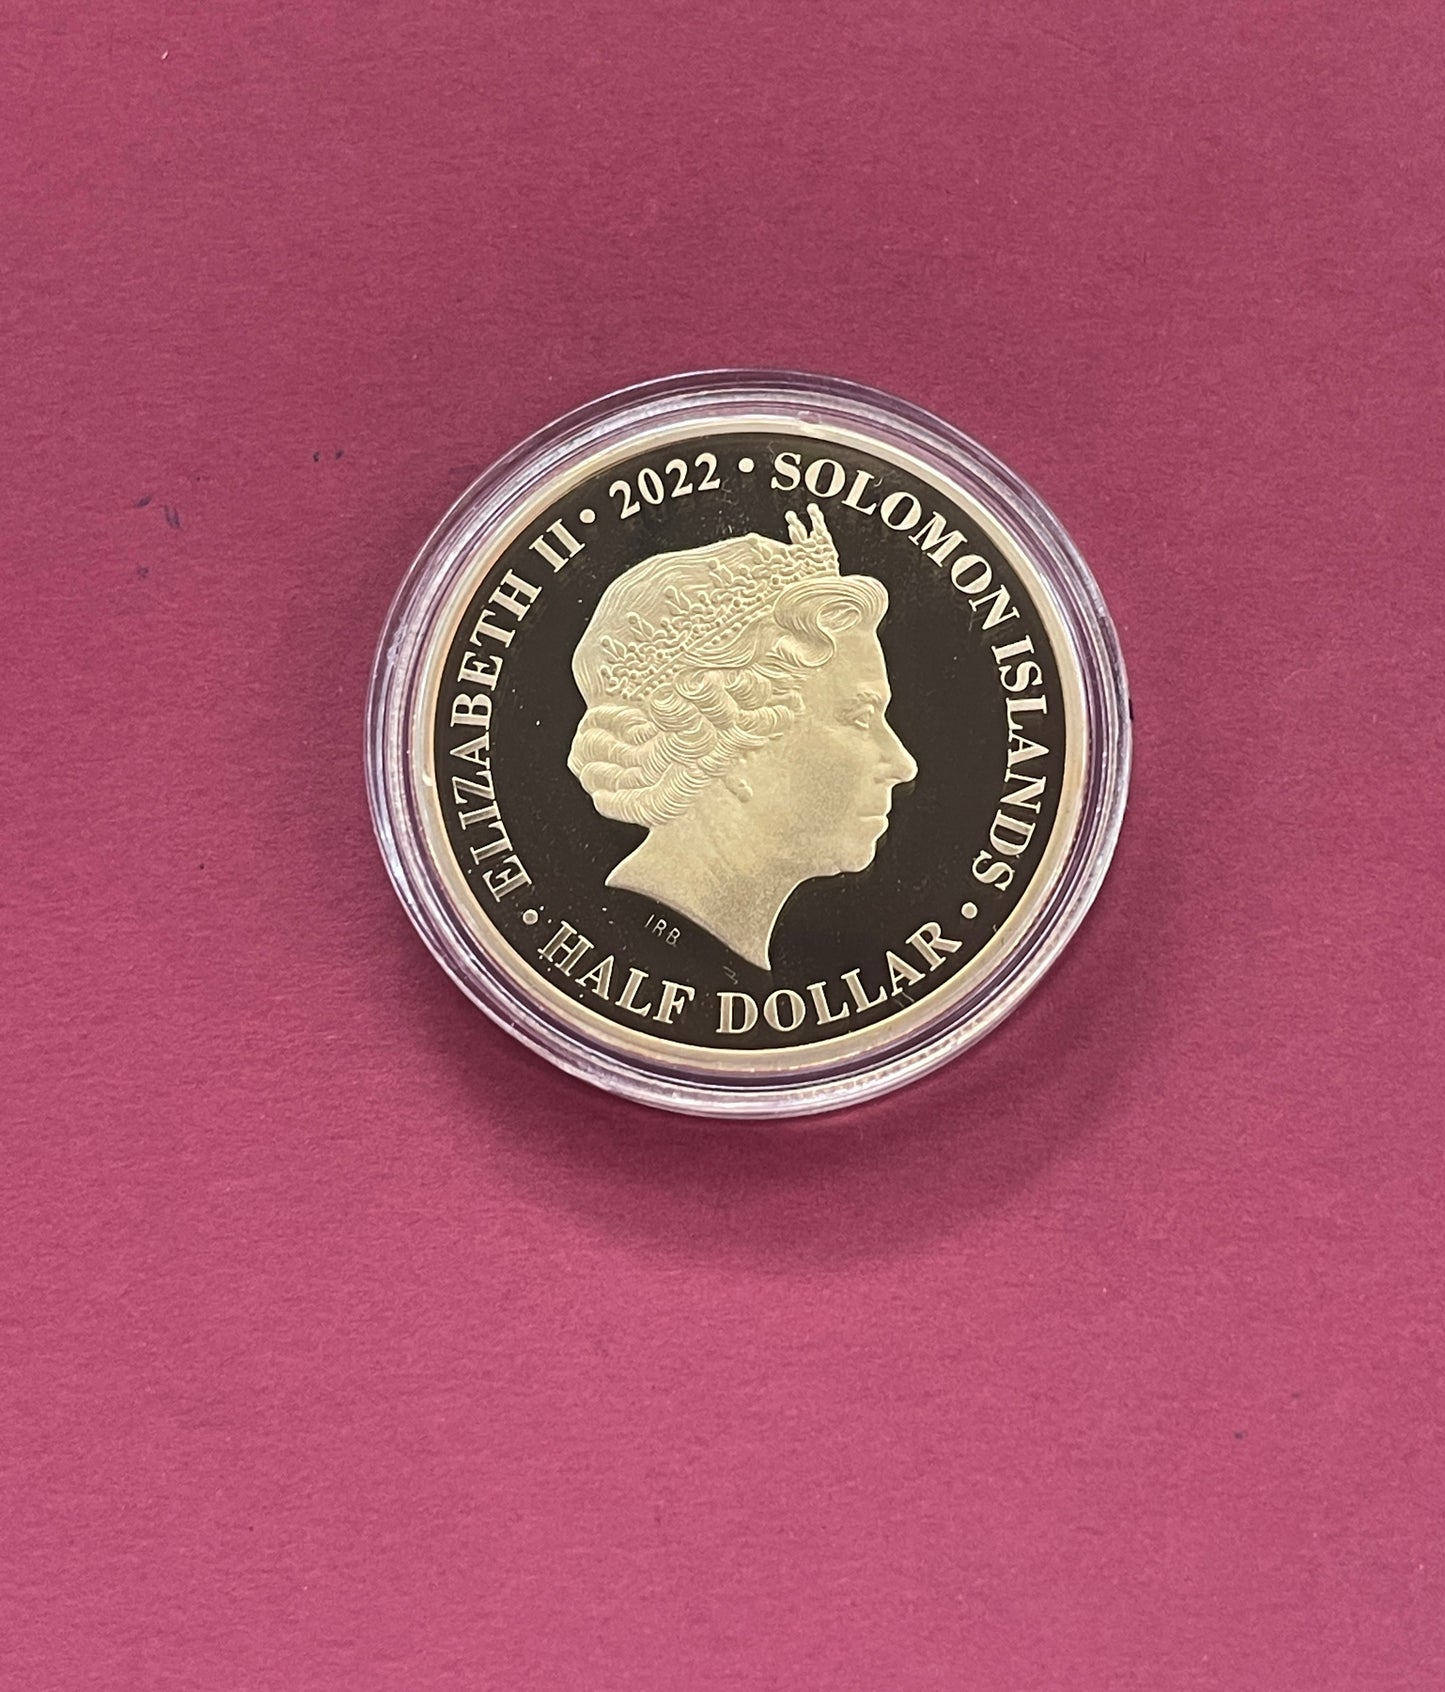 ELIZABETH II • 2022 • SOLOMON ISLANDS •
HALF DOLLAR •
IRB